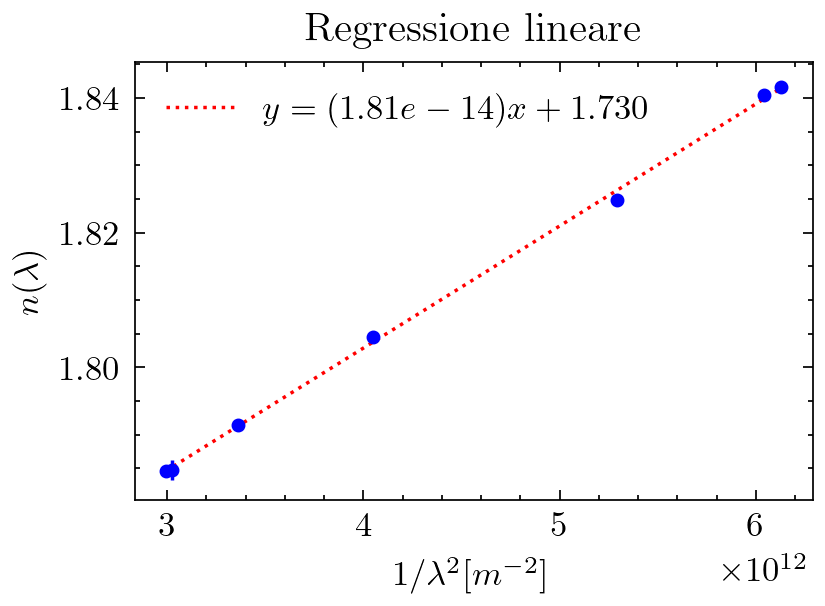 Regressione lineare
y = (1.81e − 14)x + 1.730
n(λ)
1.84
1.82
1.80
3 4 5 6
×10¹²
1/λ²[m⁻²]